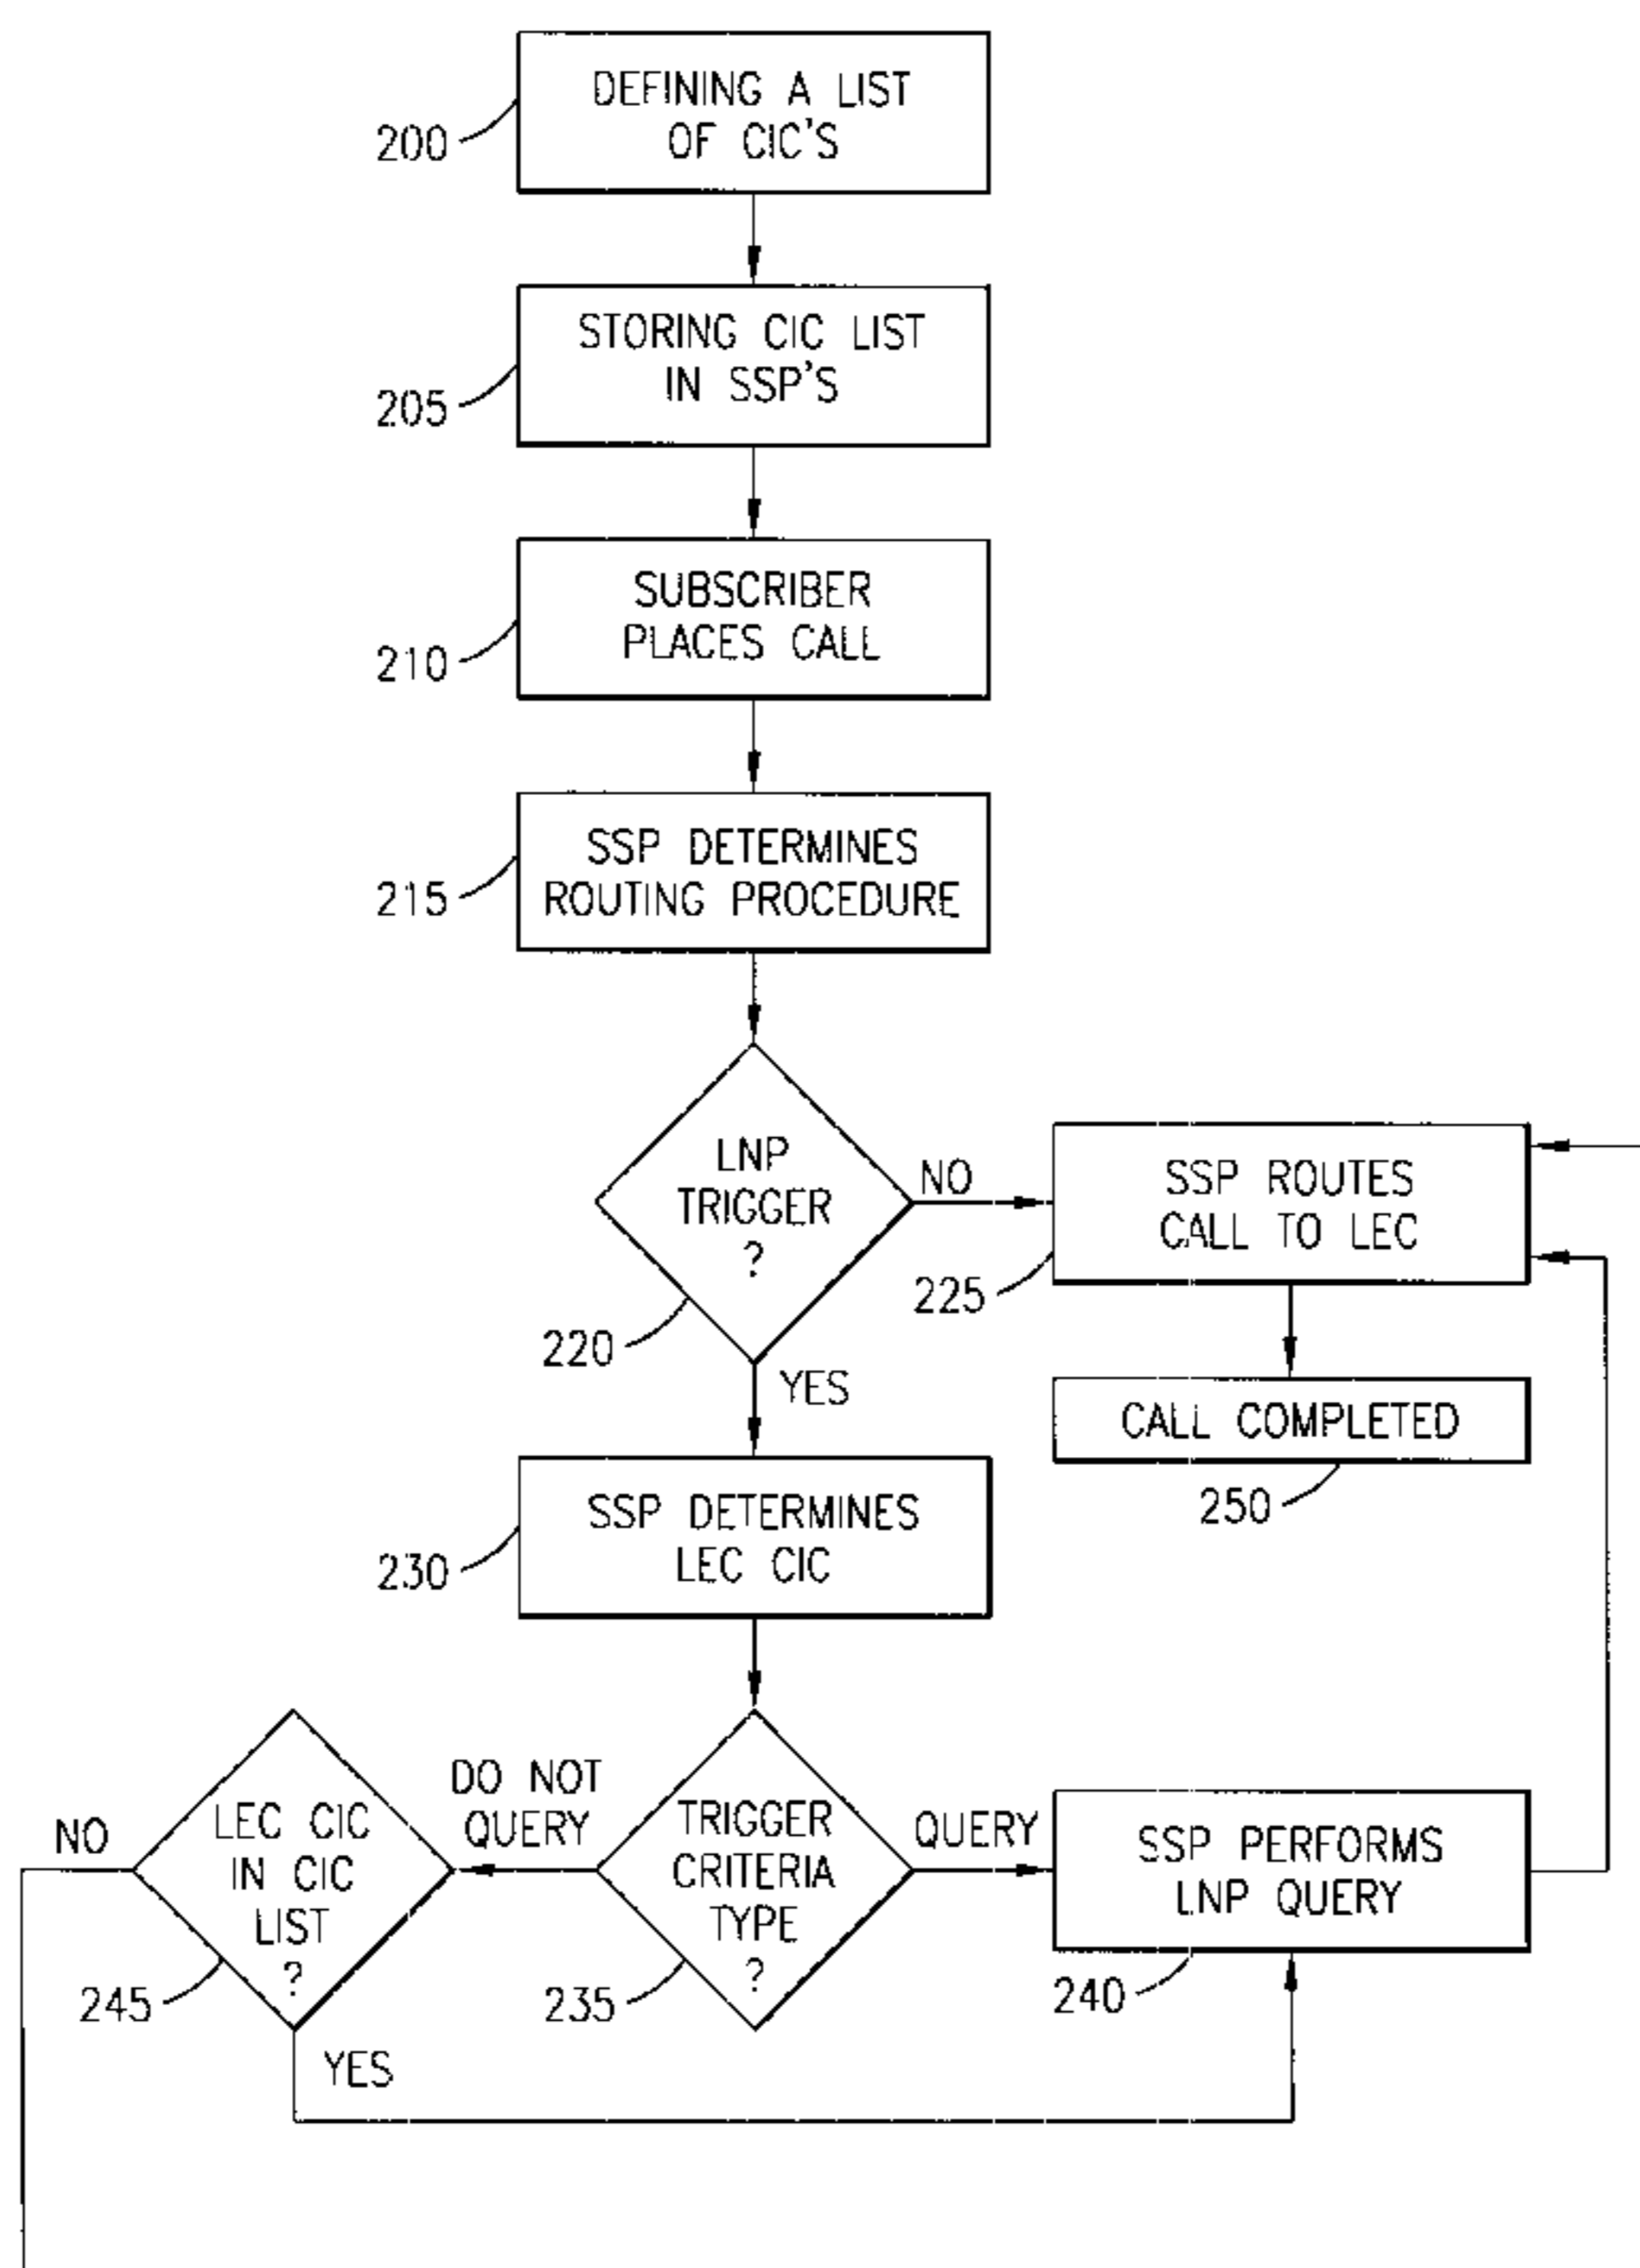 DEFINING A LIST
OF CIC'S
200
STORING CIC LIST
IN SSP'S
205
SUBSCRIBER
PLACES CALL
210
SSP DETERMINES
ROUTING PROCEDURE
215
LNP
TRIGGER
?
220
NO
YES
SSP ROUTES
CALL TO LEC
225
CALL COMPLETED
250
SSP DETERMINES
LEC CIC
230
TRIGGER
CRITERIA
TYPE
?
235
DO NOT
QUERY
QUERY
LEC CIC
IN CIC
LIST
?
245
NO
YES
SSP PERFORMS
LNP QUERY
240